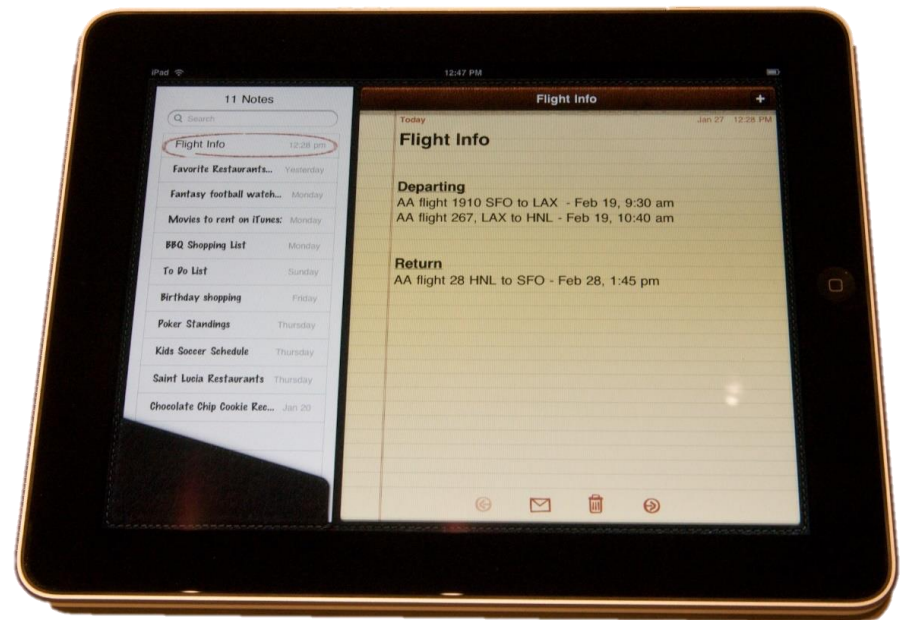 iPad 12:47 PM
11 Notes
Search
Flight Info 12:28 pm
Favorite Restaurants... Yesterday
Fantasy football watch... Monday
Movies to rent on iTunes: Monday
BBQ Shopping List Monday
To Do List Sunday
Birthday shopping Friday
Poker Standings Thursday
Kids Soccer Schedule Thursday
Saint Lucia Restaurants Thursday
Chocolate Chip Cookie Rec... Jan 20
Flight Info +
Today Jan 27 12:28 PM
Flight Info
Departing
AA flight 1910 SFO to LAX - Feb 19, 9:30 am
AA flight 267, LAX to HNL - Feb 19, 10:40 am
Return
AA flight 28 HNL to SFO - Feb 28, 1:45 pm